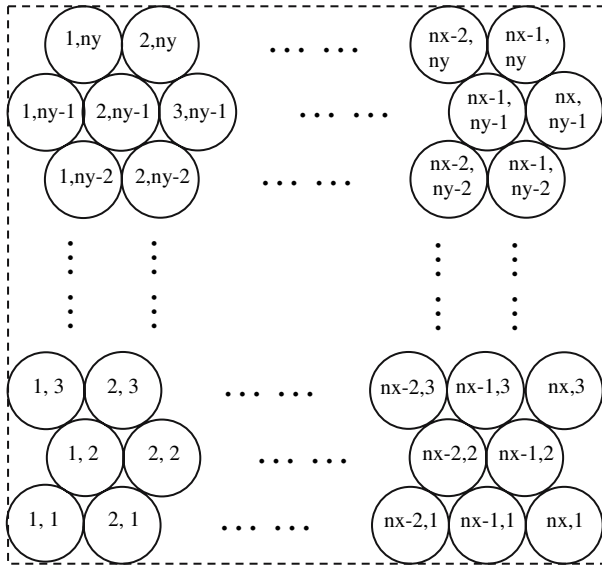 1,ny 2,ny ... ... nx-2, ny nx-1, ny
1,ny-1 2,ny-1 3,ny-1 ... ... nx-1, ny-1 nx, ny-1
1,ny-2 2,ny-2 ... ... nx-2, ny-2 nx-1, ny-2
1, 3 2, 3 ... ... nx-2,3 nx-1,3 nx,3
1, 2 2, 2 ... ... nx-2,2 nx-1,2
1, 1 2, 1 ... ... nx-2,1 nx-1,1 nx,1